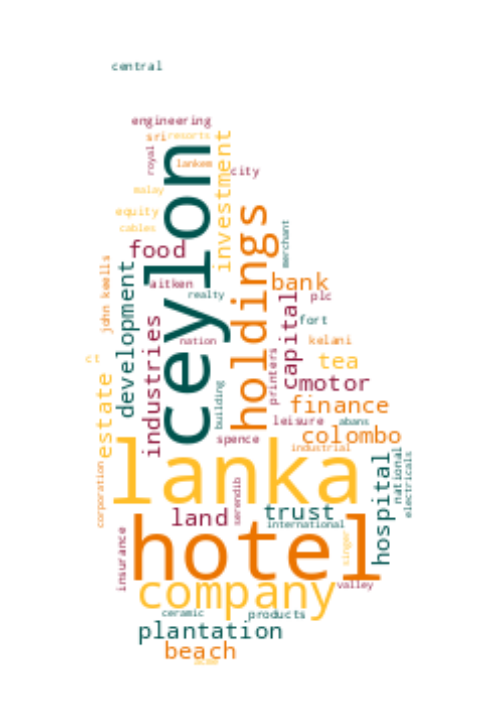 central
engineering
sri
resorts
royal
lankem
city
malay
ceylon
investment
equity
cables
holdings
merchant
food
john keells
development
aitken
bank
realty
capital
plc
industries
fort
nation
kelani
printers
ct
tea
estate
motor
building
finance
leisure
abans
colombo
spence
industrial
lanka
national
electricals
hospital
corporation
serendib
land
trust
international
hotel
insurance
singer
company
valley
ceramic
products
plantation
beach